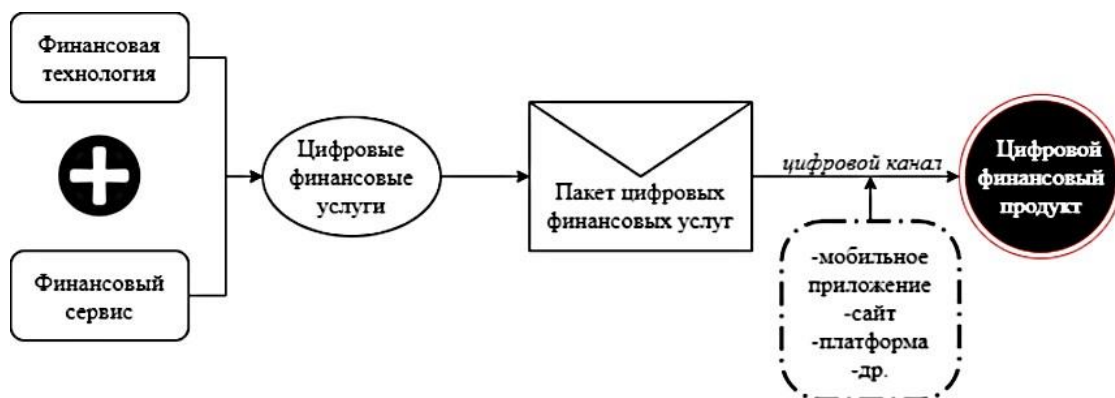 Финансовая
технология
Финансовый
сервис
Цифровые
финансовые
услуги
Пакет цифровых
финансовых услуг
цифровой канал
-мобильное
приложение
-сайт
-платформа
-др.
Цифровой
финансовый
продукт